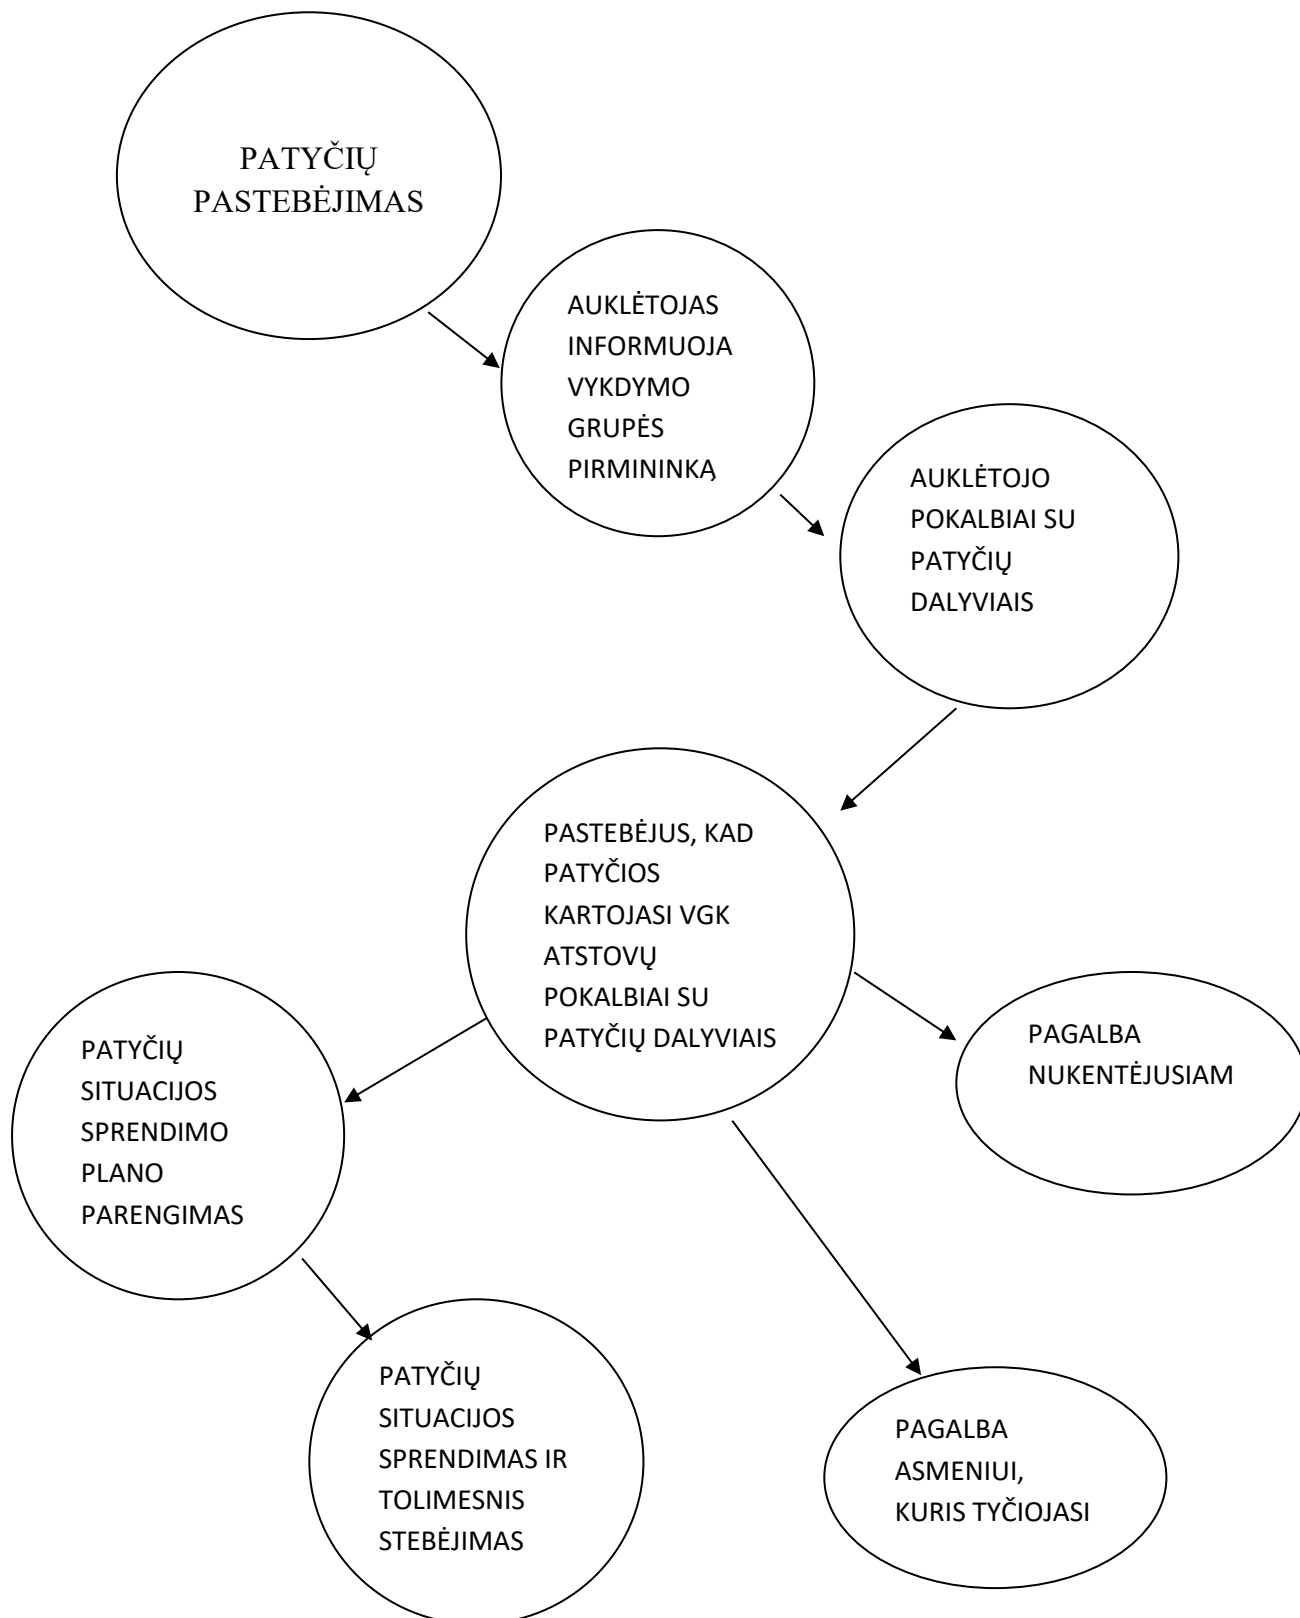 PATYČIŲ
PASTEBĖJIMAS
AUKLĖTOJAS
INFORMUOJA
VYKDYMO
GRUPĖS
PIRMININKĄ
AUKLĖTOJO
POKALBIAI SU
PATYČIŲ
DALYVIAIS
PASTEBĖJUS, KAD
PATYČIOS
KARTOJASI VGK
ATSTOVŲ
POKALBIAI SU
PATYČIŲ DALYVIAIS
PAGALBA
NUKENTĖJUSIAM
PATYČIŲ
SITUACIJOS
SPRENDIMO
PLANO
PARENGIMAS
PATYČIŲ
SITUACIJOS
SPRENDIMAS IR
TOLIMESNIS
STEBĖJIMAS
PAGALBA
ASMENIUI,
KURIS TYČIOJASI